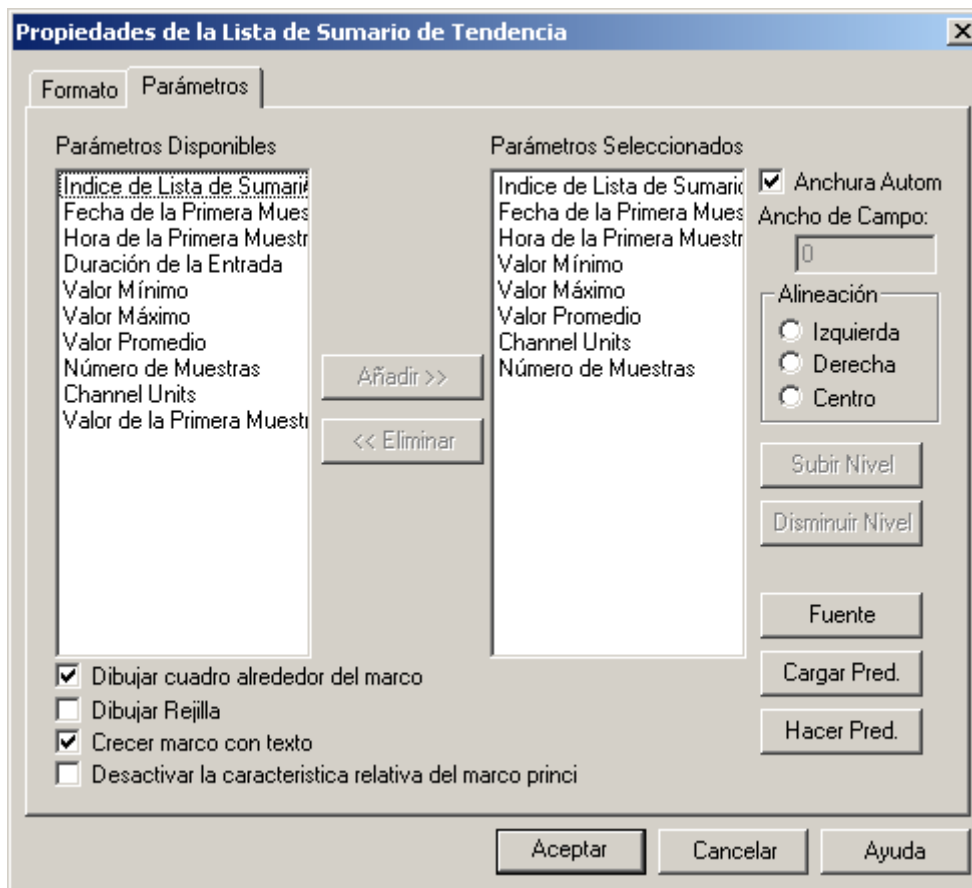 Propiedades de la Lista de Sumario de Tendencia
Formato
Parámetros
Parámetros Disponibles
Indice de Lista de Sumari
Fecha de la Primera Mues
Hora de la Primera Muestr
Duración de la Entrada
Valor Mínimo
Valor Máximo
Valor Promedio
Número de Muestras
Channel Units
Valor de la Primera Muest
Añadir >>
<< Eliminar
Parámetros Seleccionados
Indice de Lista de Sumario
Fecha de la Primera Mues
Hora de la Primera Muestr
Valor Mínimo
Valor Máximo
Valor Promedio
Channel Units
Número de Muestras
Anchura Autom
Ancho de Campo:
0
Alineación
Izquierda
Derecha
Centro
Subir Nivel
Disminuir Nivel
Fuente
Cargar Pred.
Hacer Pred.
Dibujar cuadro alrededor del marco
Dibujar Rejilla
Crecer marco con texto
Desactivar la caracteristica relativa del marco princi
Aceptar
Cancelar
Ayuda